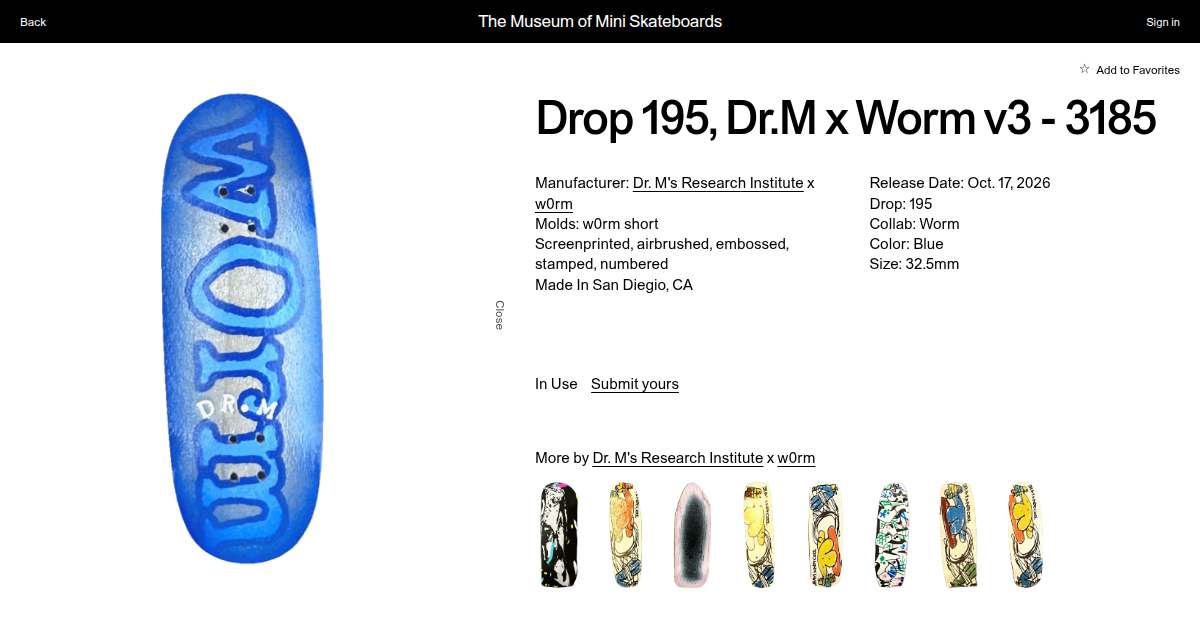 Back
The Museum of Mini Skateboards
Sign in
☆ Add to Favorites
Drop 195, Dr.M x Worm v3 - 3185
Manufacturer: Dr. M's Research Institute x
w0rm
Molds: w0rm short
Screenprinted, airbrushed, embossed,
stamped, numbered
Made In San Diegio, CA
Release Date: Oct. 17, 2026
Drop: 195
Collab: Worm
Color: Blue
Size: 32.5mm
WORM
DR.M
Close
In Use Submit yours
More by Dr. M's Research Institute x w0rm